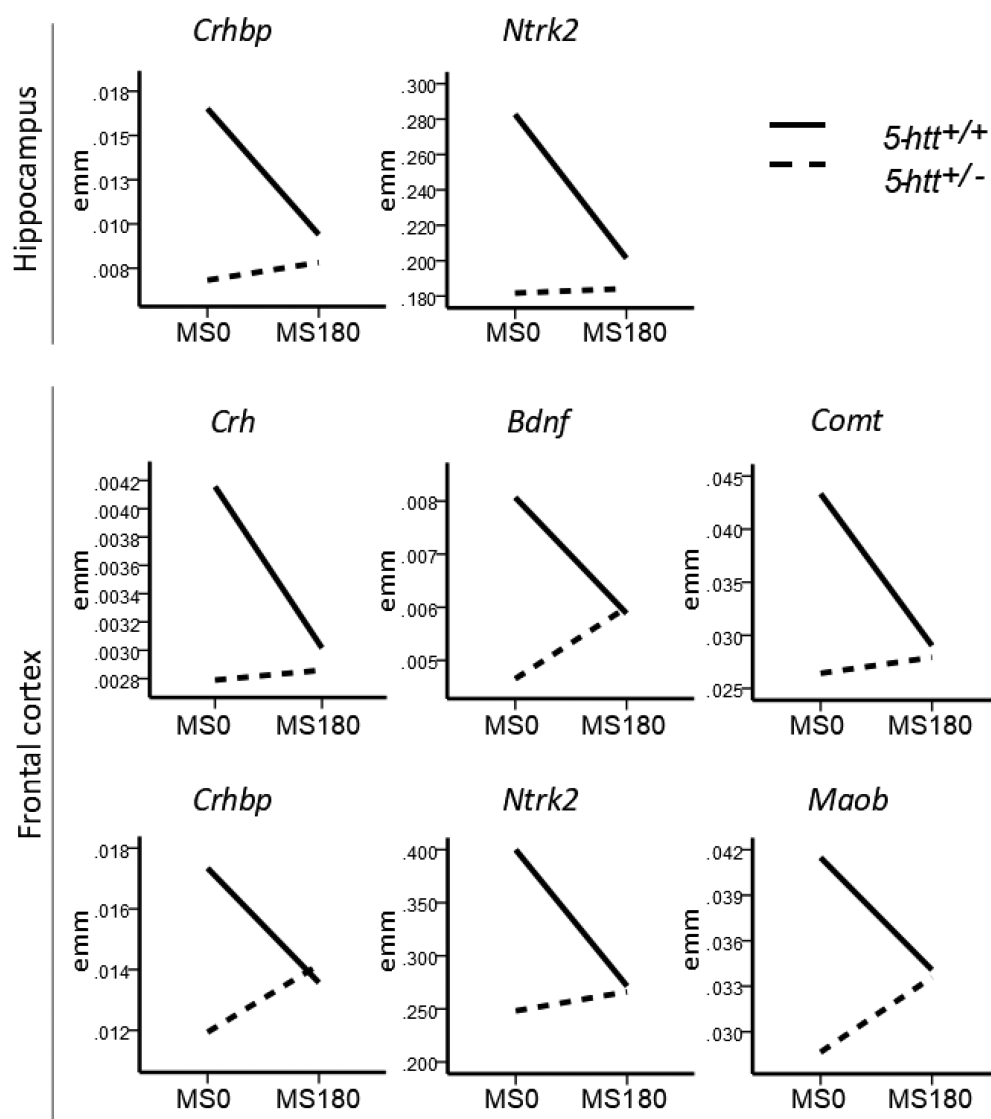 Hippocampus
Crhbp
emm
.018
.015
.013
.010
.008
MS0 MS180
Ntrk2
emm
.300
.280
.260
.240
.220
.200
.180
MS0 MS180
5-htt+/+
5-htt+/-
Frontal cortex
Crh
emm
.0042
.0040
.0038
.0036
.0034
.0032
.0030
.0028
MS0 MS180
Bdnf
emm
.008
.007
.006
.005
MS0 MS180
Comt
emm
.045
.040
.035
.030
.025
MS0 MS180
Crhbp
emm
.018
.016
.014
.012
MS0 MS180
Ntrk2
emm
.400
.350
.300
.250
.200
MS0 MS180
Maob
emm
.042
.039
.036
.033
.030
MS0 MS180